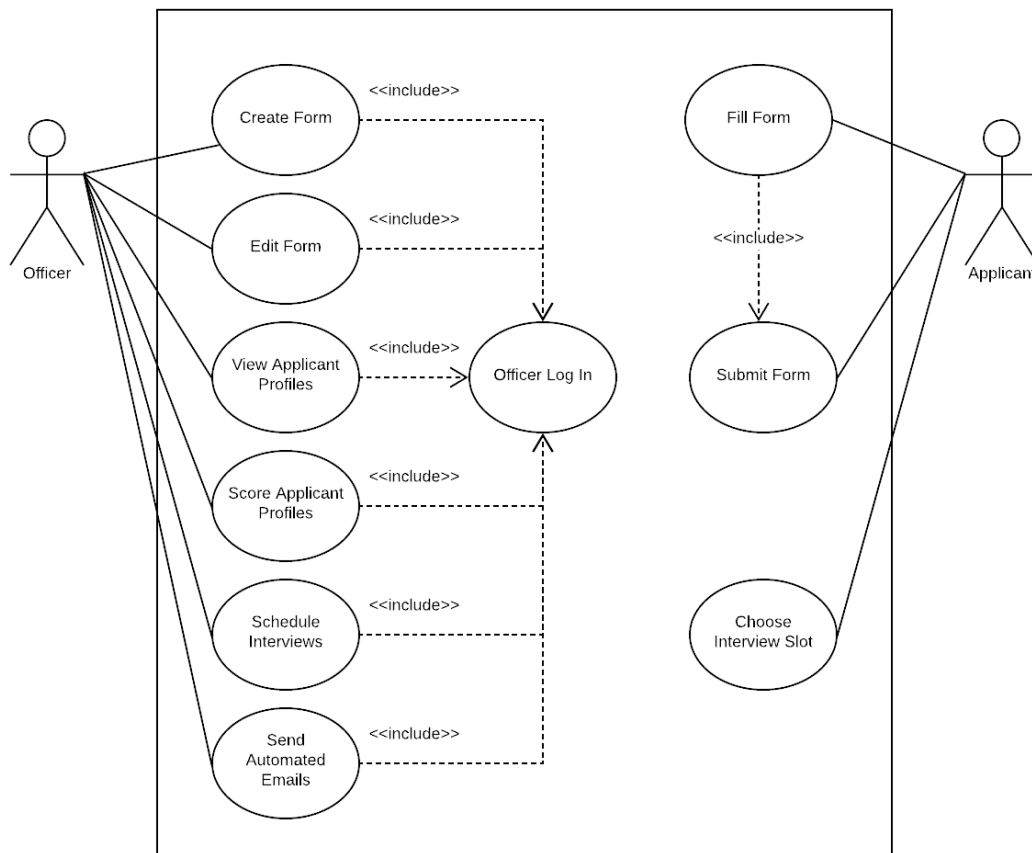 <<include>>
Create Form
Fill Form
<<include>>
Edit Form
<<include>>
Officer
Applicant
<<include>>
View Applicant
Profiles
Officer Log In
Submit Form
<<include>>
Score Applicant
Profiles
<<include>>
Schedule
Interviews
Choose
Interview Slot
<<include>>
Send
Automated
Emails